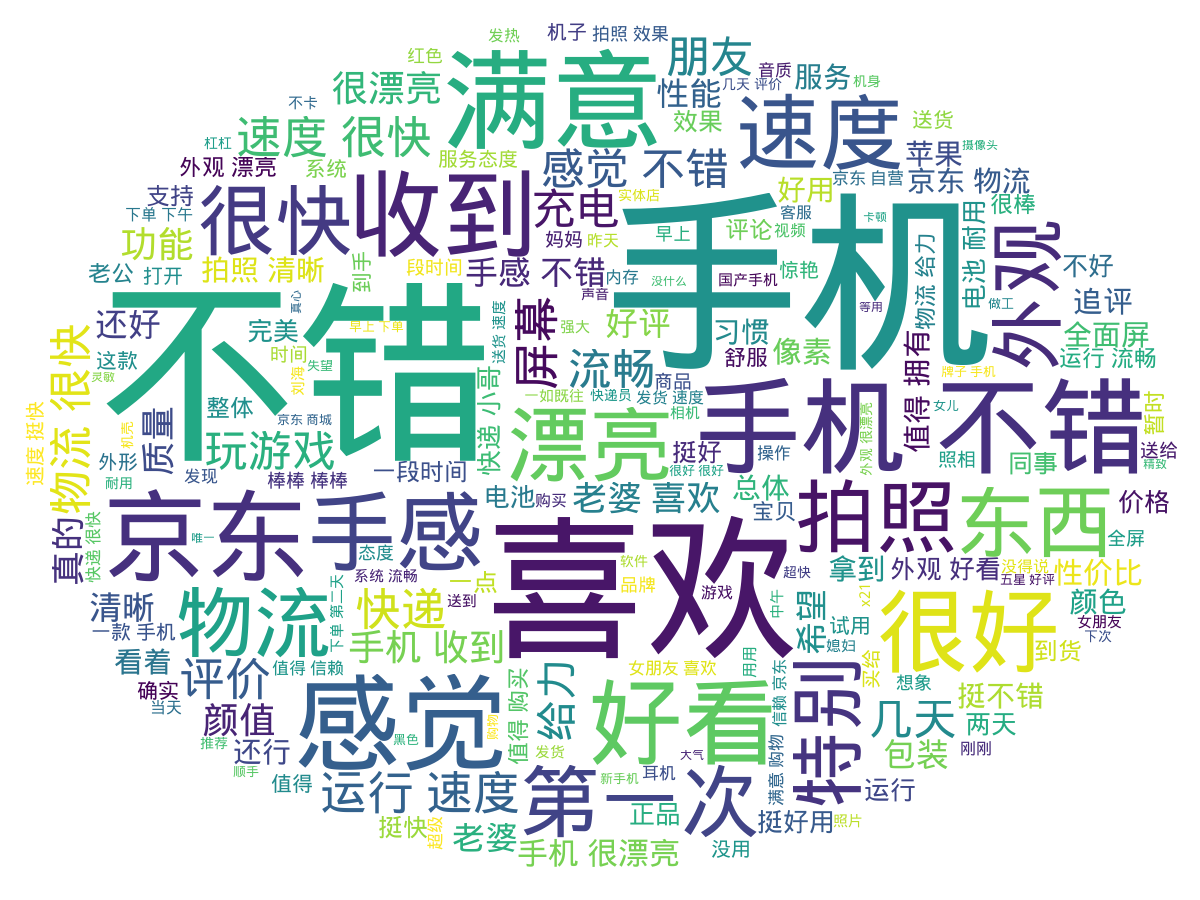 发热
机子
拍照 效果
红色
满意
朋友
音质
服务
很漂亮
性能
几天 评价
机身
不卡
速度 很快
效果
速度
送货
杠杠
外观 漂亮
系统
服务态度
感觉 不错
苹果
摄像头
支持
很快
收到
充电
实体店
好用
京东 自营
京东 物流
下单 下午
功能
妈妈
昨天
早上
手机
客服
评论
视频
卡顿
电池 耐用
很棒
外观
老公
打开
拍照 清晰
到手
段时间
手感 不错
内存
没什么
国产手机
惊艳
物流 给力
不好
真心
声音
等用
做工
追评
还好
完美
不错
早上 下单
送货 速度
屏幕
强大
好评
习惯
拥有
全面屏
物流 很快
这款
时间
失望
流畅
舒服
像素
运行 流畅
灵敏
刘海
快递 小哥
商品
手机 不错
值得
牌子 手机
速度 挺快
整体
京东 商城
一如既往
快递员
发货 速度
女儿
暂时
机壳
质量
玩游戏
漂亮
相机
外观 很漂亮
送给
外形
挺好
操作
照相
同事
精致
耐用
发现
棒棒 棒棒
一段时间
很好 很好
京东
手感
电池
购买
老婆 喜欢
总体
宝贝
拍照
东西
价格
真的
快递 很快
唯一
喜欢
全屏
态度
系统 流畅
一点
软件
品牌
超快
拿到
外观 好看
没得说
五星 好评
性价比
清晰
物流
下单 第二天
快递
送到
游戏
中午
希望
x21
很好
颜色
一款 手机
手机 收到
试用
女朋友
下次
看着
评价
值得 信赖
女朋友 喜欢
用用
信赖 京东
媳妇
到货
确实
感觉
值得 购买
给力
好看
特别
买给
想象
挺不错
当天
颜值
黑色
购物
几天
两天
推荐
还行
发货
大气
满意 购物
包装
刚刚
顺手
值得
运行 速度
第一次
新手机
耳机
运行
挺快
超级
老婆
正品
挺好用
照片
手机 很漂亮
没用